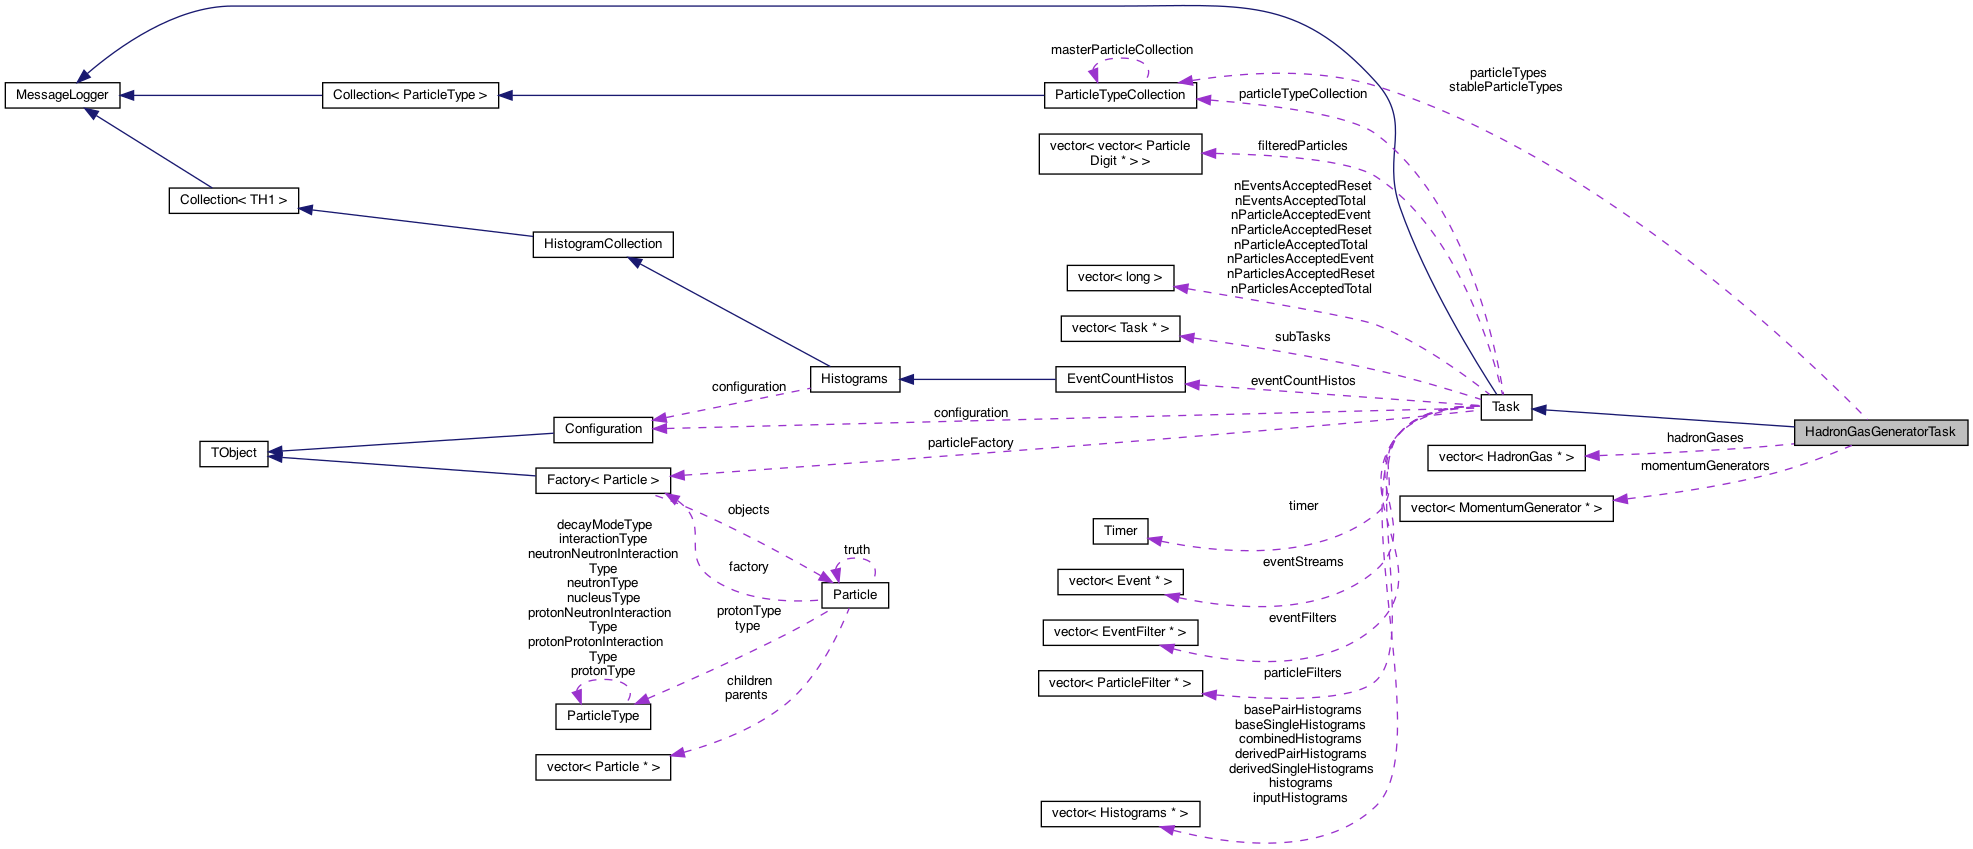 masterParticleCollection
particleTypes
stableParticleTypes
MessageLogger
Collection< ParticleType >
ParticleTypeCollection
particleTypeCollection
vector< vector< Particle
Digit * > >
filteredParticles
Collection< TH1 >
HistogramCollection
nEventsAcceptedReset
nEventsAcceptedTotal
nParticleAcceptedEvent
nParticleAcceptedReset
nParticleAcceptedTotal
nParticlesAcceptedEvent
nParticlesAcceptedReset
nParticlesAcceptedTotal
vector< long >
vector< Task * >
subTasks
Histograms
EventCountHistos
eventCountHistos
configuration
Task
configuration
Configuration
HadronGasGeneratorTask
hadronGases
TObject
particleFactory
vector< HadronGas * >
momentumGenerators
Factory< Particle >
vector< MomentumGenerator * >
objects
timer
Timer
decayModeType
interactionType
neutronNeutronInteraction
Type
neutronType
nucleusType
protonNeutronInteraction
Type
protonProtonInteraction
Type
protonType
truth
factory
Particle
eventStreams
vector< Event * >
protonType
type
eventFilters
vector< EventFilter * >
particleFilters
vector< ParticleFilter * >
children
parents
ParticleType
vector< Particle * >
basePairHistograms
baseSingleHistograms
combinedHistograms
derivedPairHistograms
derivedSingleHistograms
histograms
inputHistograms
vector< Histograms * >